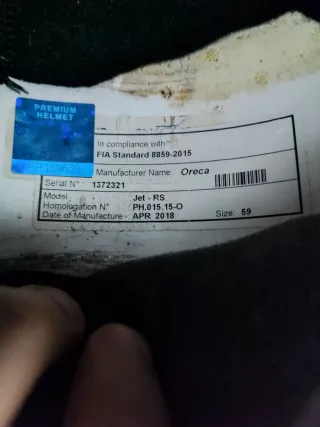 PREMIUM
HELMET
In compliance with
FIA Standard 8859-2015
Manufacturer Name: Oreca
Serial N° : 1372321
Model : Jet - RS
Homologation N° : PH.015.15-O
Date of Manufacture : APR 2018
Size: 59